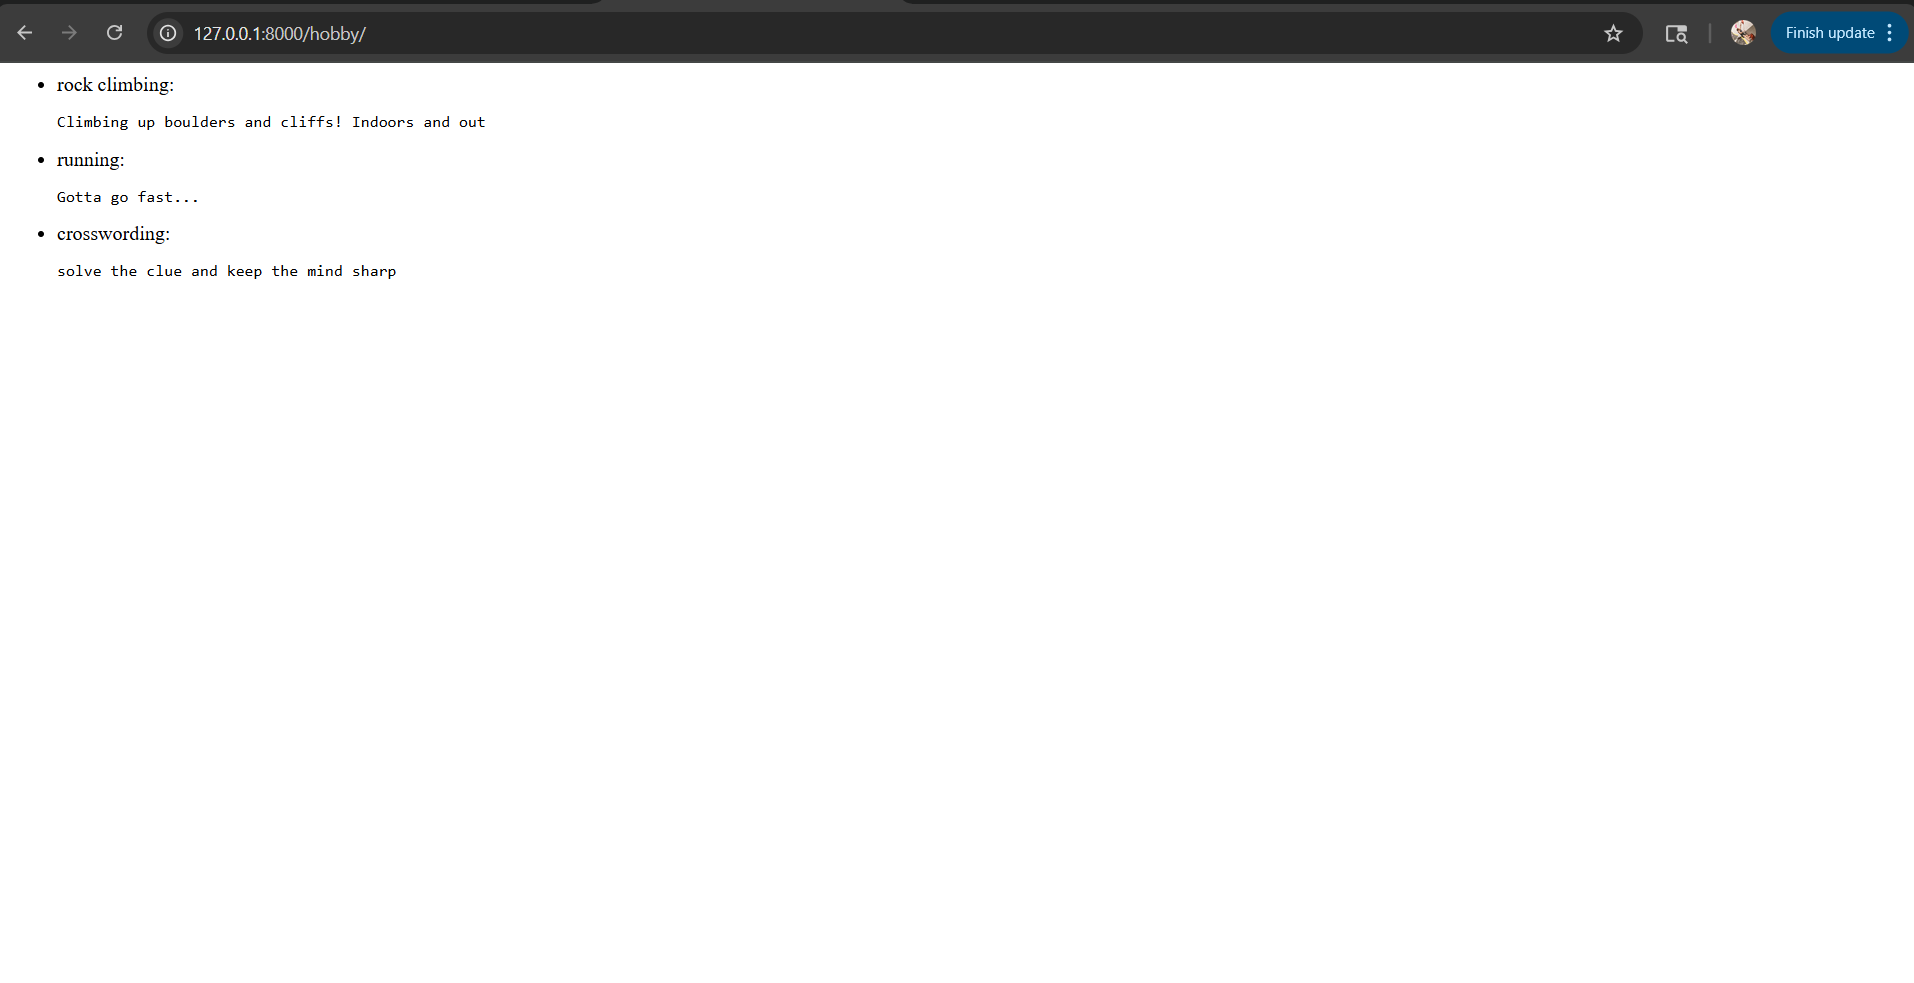 127.0.0.1:8000/hobby/
Finish update
rock climbing:
Climbing up boulders and cliffs! Indoors and out
running:
Gotta go fast...
crosswording:
solve the clue and keep the mind sharp